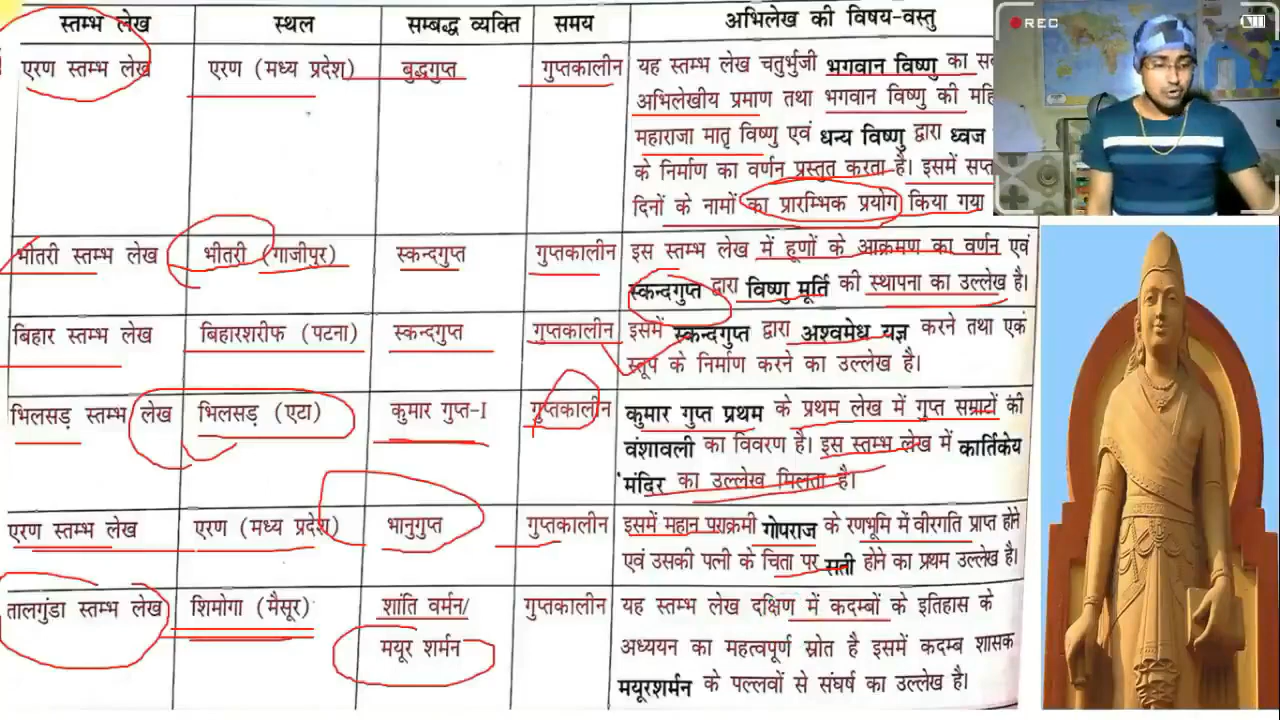 स्तम्भ लेख स्थल सम्बद्ध व्यक्ति समय अभिलेख की विषय-वस्तु
REC
एरण स्तम्भ लेख एरण (मध्य प्रदेश) बुद्धगुप्त गुप्तकालीन यह स्तम्भ लेख चतुर्भुजी भगवान विष्णु का
अभिलेखीय प्रमाण तथा भगवान विष्णु की
महाराजा मातृ विष्णु एवं धन्य विष्णु द्वारा ध्वज
के निर्माण का वर्णन प्रस्तुत करता है। इसमें
दिनों के नामों का प्रारम्भिक प्रयोग किया गया
भीतरी स्तम्भ लेख भीतरी (गाजीपुर) स्कन्दगुप्त गुप्तकालीन इस स्तम्भ लेख में हूणों के आक्रमण का वर्णन एवं
स्कन्दगुप्त द्वारा विष्णु मूर्ति की स्थापना का उल्लेख है।
बिहार स्तम्भ लेख बिहारशरीफ (पटना) स्कन्दगुप्त गुप्तकालीन इसमें स्कन्दगुप्त द्वारा अश्वमेध यज्ञ करने तथा एक
स्तूप के निर्माण करने का उल्लेख है।
भिलसड़ स्तम्भ लेख भिलसड़ (एटा) कुमार गुप्त-I गुप्तकालीन कुमार गुप्त प्रथम के प्रथम लेख में गुप्त सम्राटों की
वंशावली का विवरण है। इस स्तम्भ लेख में कार्तिकेय
मंदिर का उल्लेख मिलता है।
एरण स्तम्भ लेख एरण (मध्य प्रदेश) भानुगुप्त गुप्तकालीन इसमें महान पराक्रमी गोपराज के रणभूमि में वीरगति प्राप्त होने
एवं उसकी पत्नी के चिता पर सती होने का प्रथम उल्लेख है।
तालगुंडा स्तम्भ लेख शिमोगा (मैसूर) शांति वर्मन/ गुप्तकालीन यह स्तम्भ लेख दक्षिण में कदम्बों के इतिहास के
मयूर शर्मन अध्ययन का महत्वपूर्ण स्रोत है इसमें कदम्ब शासक
मयूरशर्मन के पल्लवों से संघर्ष का उल्लेख है।